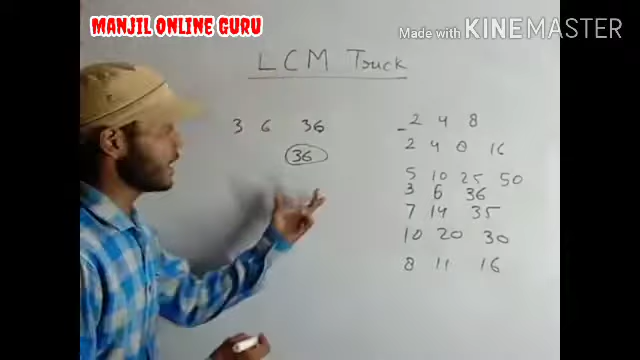 MANJIL ONLINE GURU
Made with KINEMASTER
LCM Truck
3 6 36
36
2 4 8
2 4 8 16
5 10 25 50
3 6 36
7 14 35
10 20 30
8 11 16